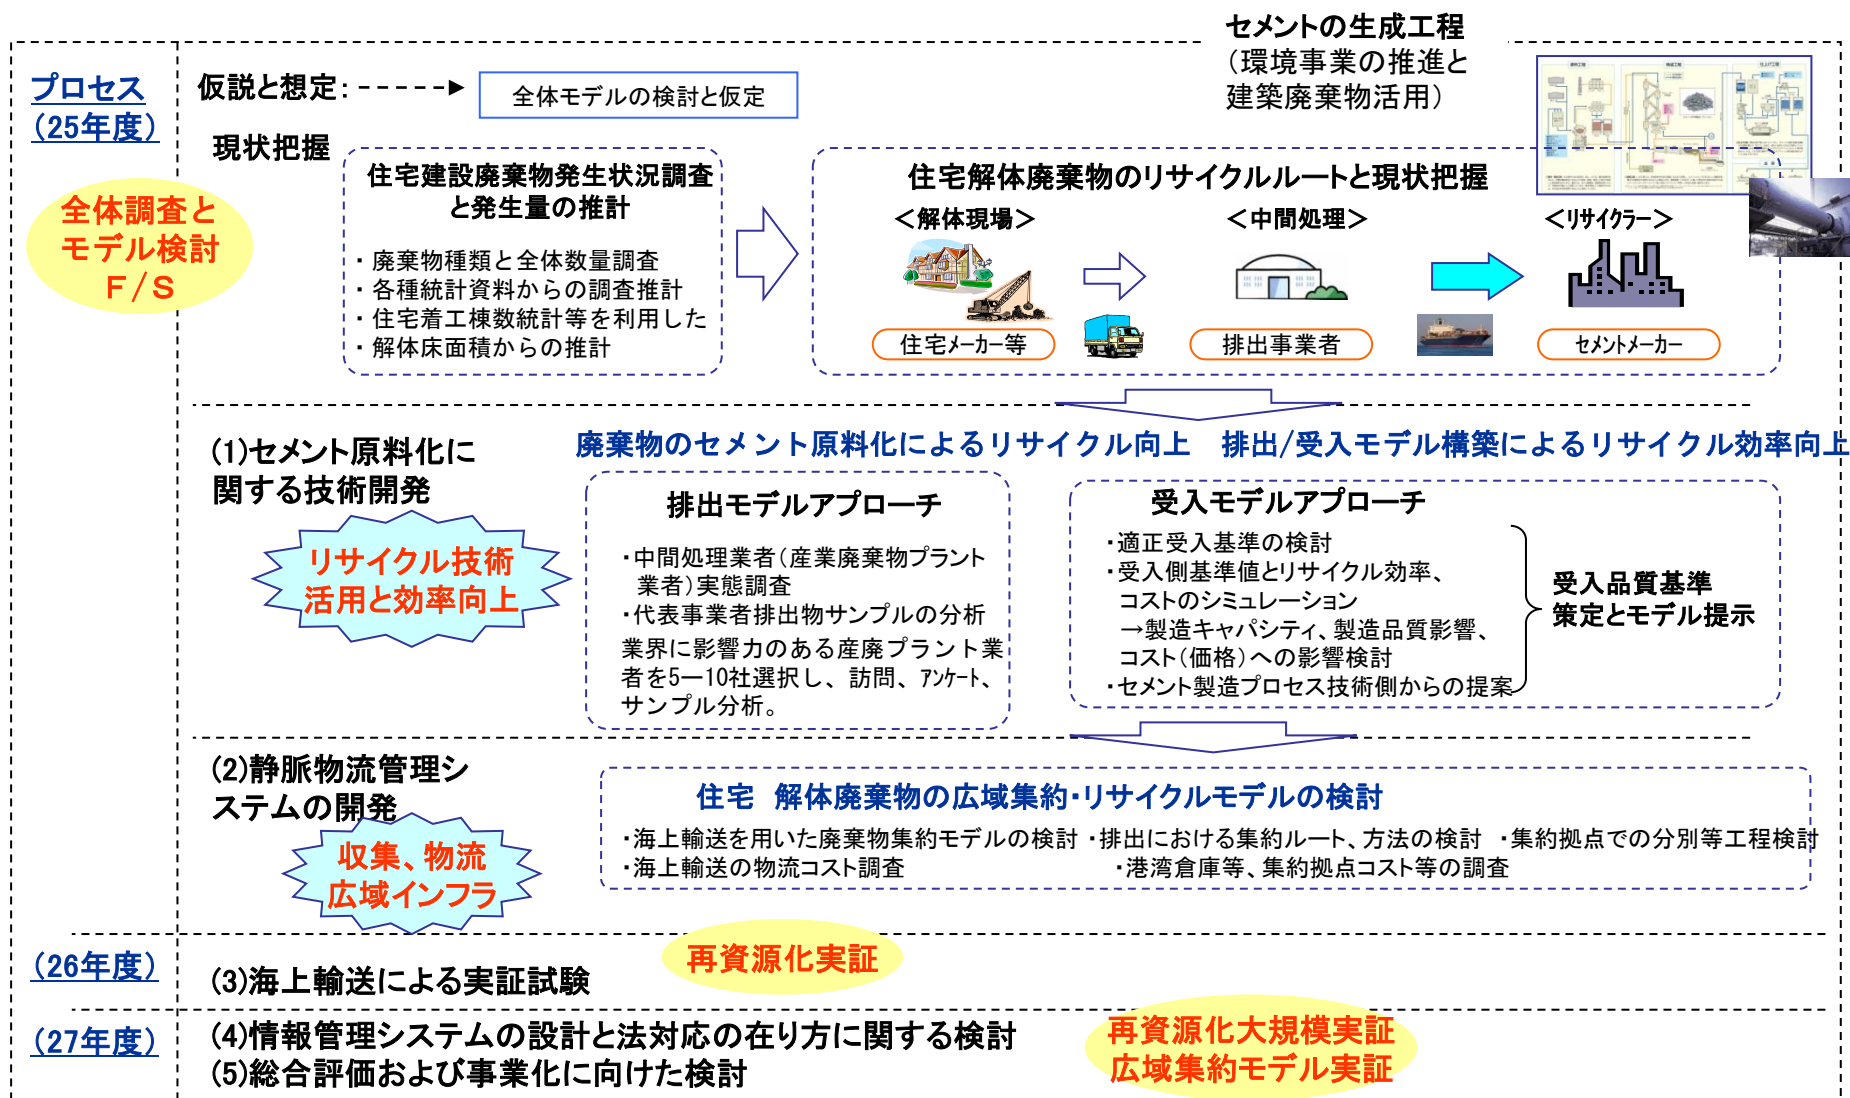 セメントの生成工程
（環境事業の推進と
建築廃棄物活用）
プロセス
（25年度）
仮説と想定：
全体モデルの検討と仮定
現状把握
全体調査と
モデル検討
Ｆ/Ｓ
住宅建設廃棄物発生状況調査
と発生量の推計
・廃棄物種類と全体数量調査
・各種統計資料からの調査推計
・住宅着工棟数統計等を利用した
・解体床面積からの推計
住宅解体廃棄物のリサイクルルートと現状把握
＜解体現場＞
＜中間処理＞
＜リサイクラー＞
住宅メーカー等
排出事業者
セメントメーカー
(1)セメント原料化に
関する技術開発
廃棄物のセメント原料化によるリサイクル向上　排出/受入モデル構築によるリサイクル効率向上
リサイクル技術
活用と効率向上
排出モデルアプローチ
・中間処理業者（産業廃棄物プラント
業者）実態調査
・代表事業者排出物サンプルの分析
業界に影響力のある産廃プラント業
者を5ー10社選択し、訪問、アンケート、
サンプル分析。
受入モデルアプローチ
・適正受入基準の検討
・受入側基準値とリサイクル効率、
コストのシミュレーション
→製造キャパシティ、製造品質影響、
コスト（価格）への影響検討
・セメント製造プロセス技術側からの提案
受入品質基準
策定とモデル提示
(2)静脈物流管理シ
ステムの開発
収集、物流
広域インフラ
住宅　解体廃棄物の広域集約・リサイクルモデルの検討
・海上輸送を用いた廃棄物集約モデルの検討 ・排出における集約ルート、方法の検討　・集約拠点での分別等工程検討
・海上輸送の物流コスト調査　・港湾倉庫等、集約拠点コスト等の調査
（26年度）
(3)海上輸送による実証試験
再資源化実証
（27年度）
(4)情報管理システムの設計と法対応の在り方に関する検討
(5)総合評価および事業化に向けた検討
再資源化大規模実証
広域集約モデル実証